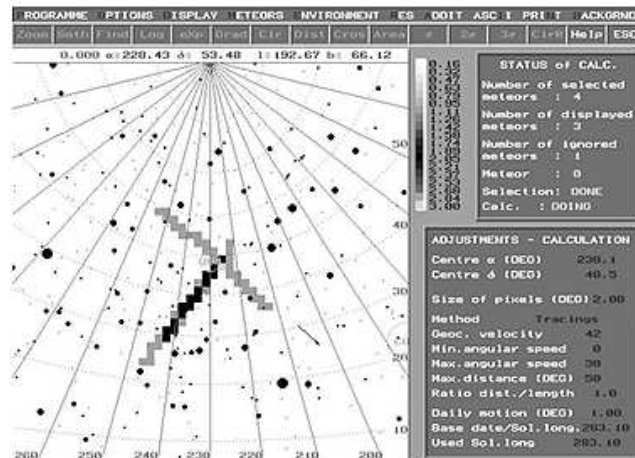 ROGRAMME PTIONS ISPLAY ETEORS NVIRONMENT ES DDIT ASC I PRI T ACKGRNE
Zoom Smth Find Log eXp Grad Clr Dist Cros Area ClrR Help ESC
0.000 α:228.43 δ: 53.48 l:192.67 b: 66.12
STATUS of CALC.
Number of selected
meteors : 4
Number of displayed
meteors : 3
Number of ignored
meteors : 1
Meteor : 0
Selection: DONE
Calc. : DOING
50
40
30
20
10
ADJUSTMENTS - CALCULATION
Centre α (DEG) 230.1
Centre δ (DEG) 48.5
Size of pixels (DEG) 2.00
Method Tracings
Geoc. velocity 42
Min.angular speed 0
Max.angular speed 30
Max.distance (DEG) 50
Ratio dist./length 1.0
Daily motion (DEG) 1.00
Base date/Sol.long. 283.10
Used Sol.long 283.10
260 250 240 230 220 210 200